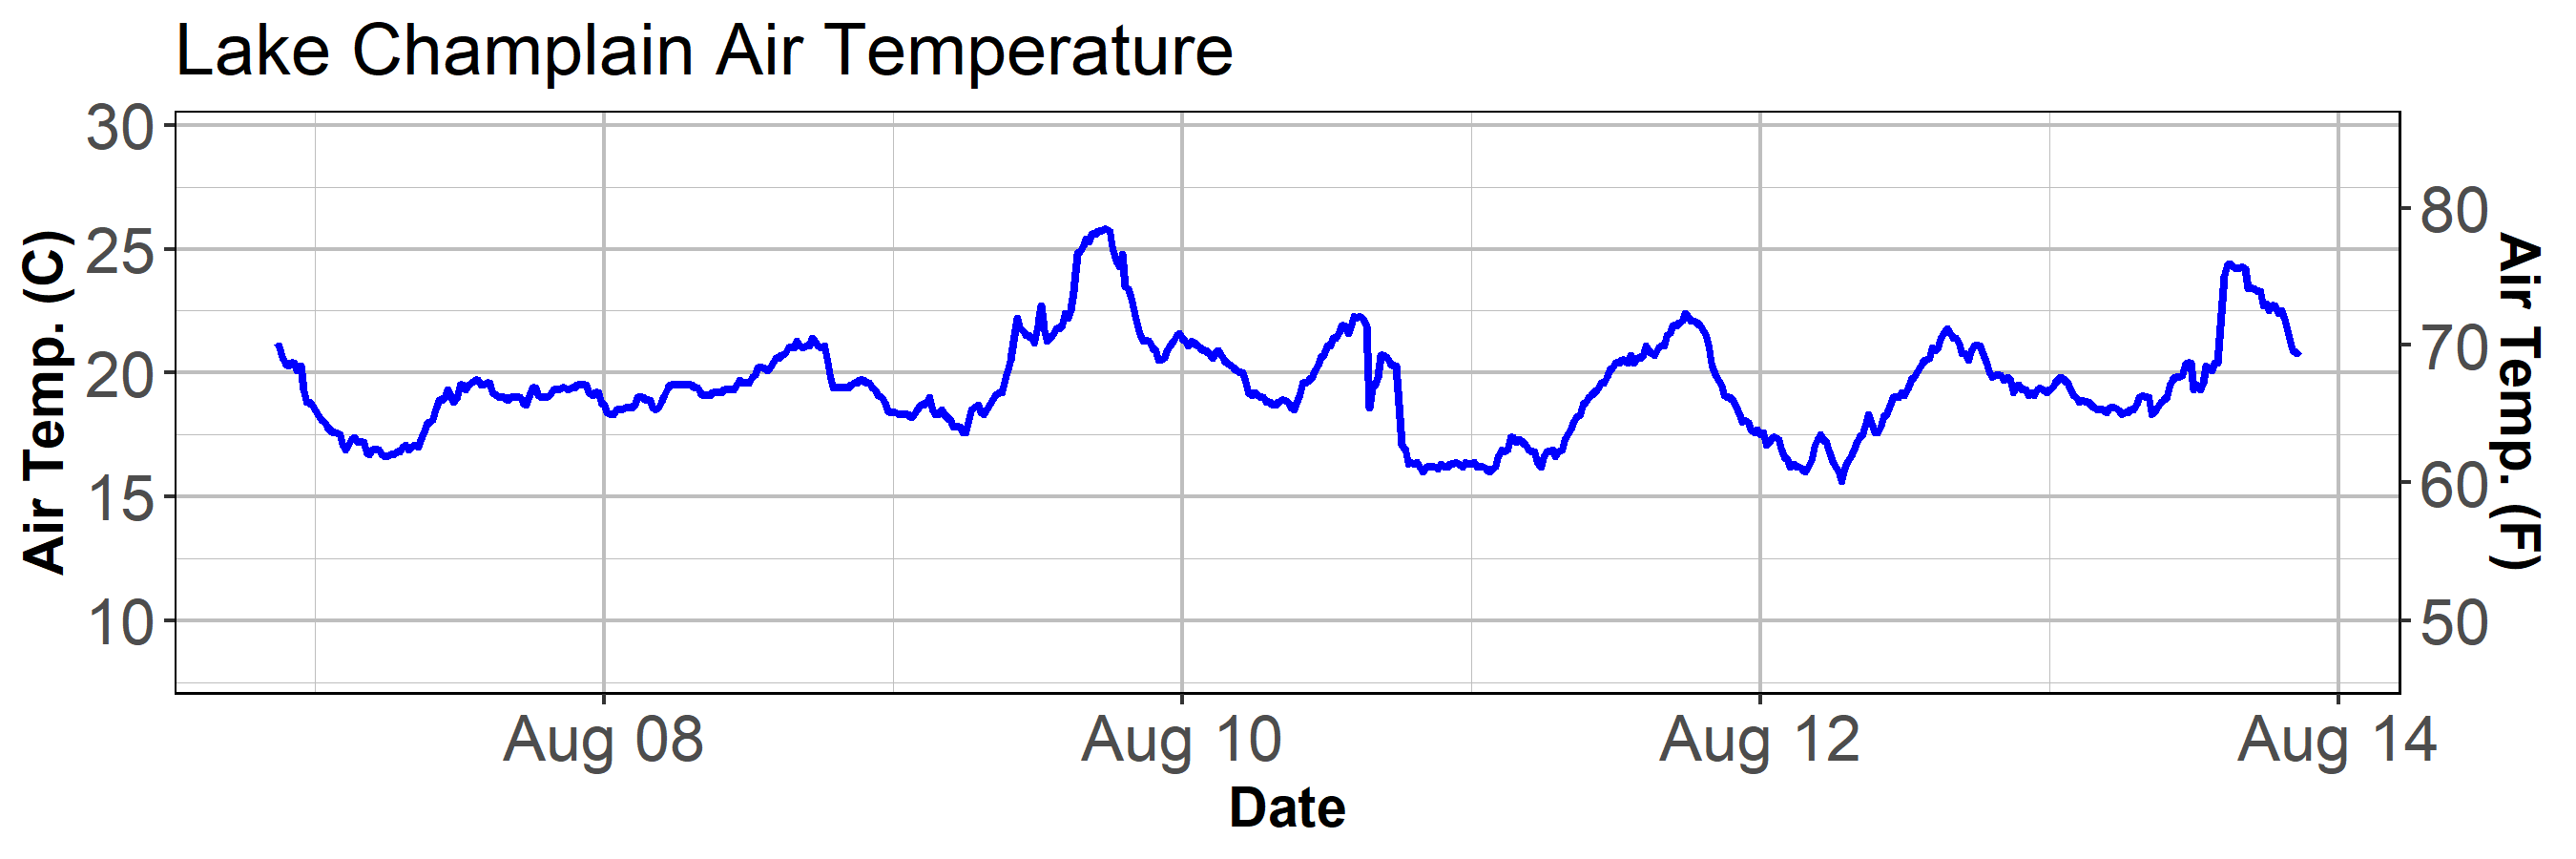 Lake Champlain Air Temperature
Air Temp. (C)
30
25
20
15
10
80
70
60
50
Air Temp. (F)
Aug 08 Aug 10 Aug 12 Aug 14
Date